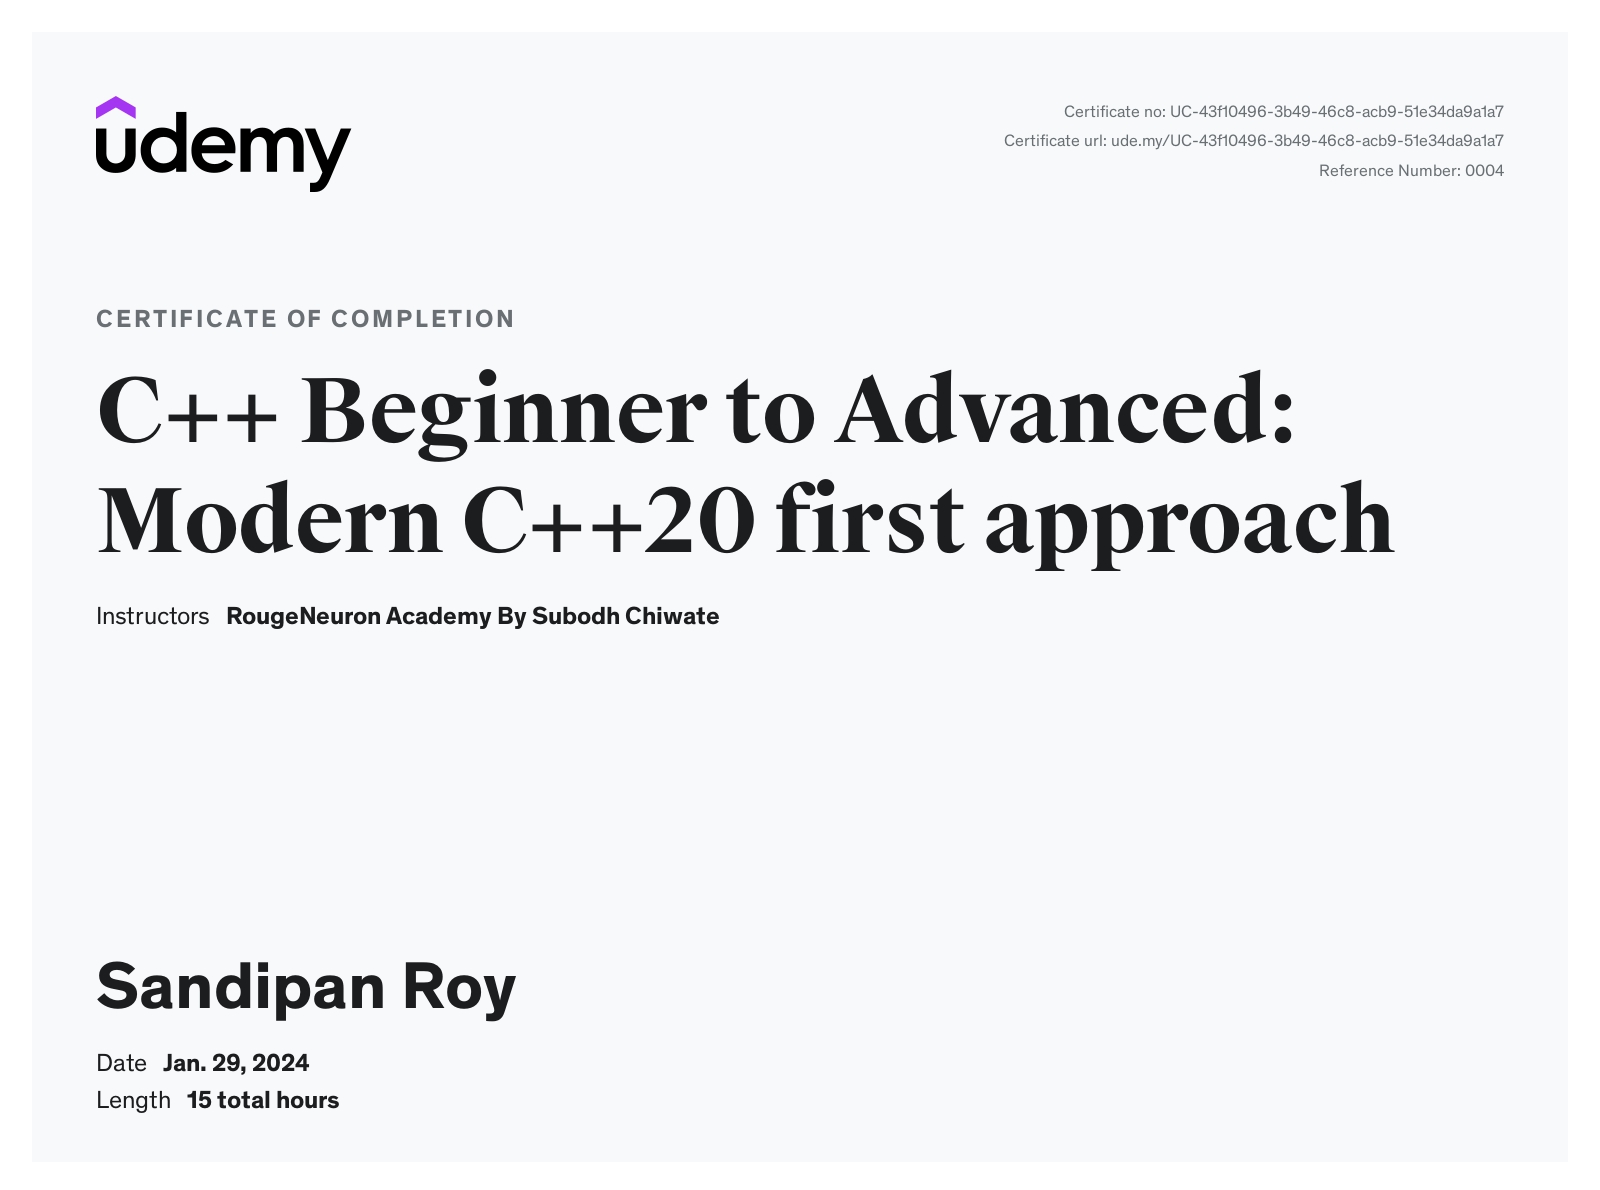 udemy
Certificate no: UC-43f10496-3b49-46c8-acb9-51e34da9a1a7
Certificate url: ude.my/UC-43f10496-3b49-46c8-acb9-51e34da9a1a7
Reference Number: 0004
CERTIFICATE OF COMPLETION
C++ Beginner to Advanced:
Modern C++20 first approach
Instructors RougeNeuron Academy By Subodh Chiwate
Sandipan Roy
Date Jan. 29, 2024
Length 15 total hours